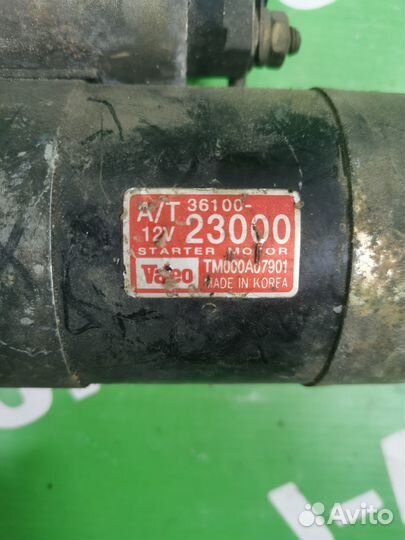 A/T 36100-
12V 23000
STARTER MOTOR
Valeo TM000A07901
MADE IN KOREA
Avito